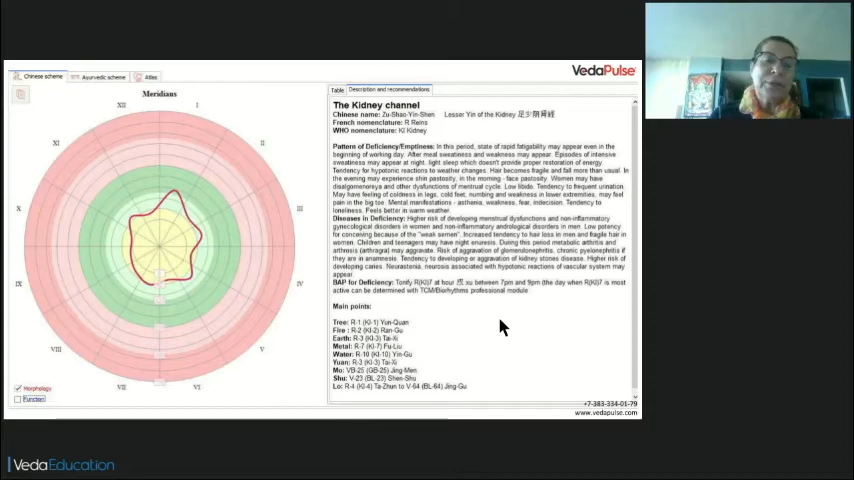 Chinese scheme
Ayurvedic scheme
Atlas
VedaPulse
Meridians
XII
I
XI
II
X
III
IX
IV
VIII
V
VII
VI
Morphology
Function
Table
Description and recommendations
The Kidney channel
Chinese name: Zu-Shao-Yin-Shen Lesser Yin of the Kidney 足少阴肾经
French nomenclature: R Reins
WHO nomenclature: KI Kidney
Pattern of Deficiency/Emptiness: In this period, state of rapid fatigability may appear even in the
beginning of working day. After meal sweatiness and weakness may appear. Episodes of intensive
sweatiness may appear at night, light sleep which doesn't provide proper restoration of energy.
Tendency for hypotonic reactions to weather changes. Hair becomes fragile and fall more than usual. In
the evening may experience shin pastosity, in the morning - face pastosity. Women may have
disalgomenoreya and other dysfunctions of menstrual cycle. Low libido. Tendency to frequent urination.
May have feeling of coldness in legs, cold feet, numbing and weakness in lower extremities, may feel
pain in the big toe. Mental manifestations - asthenia, weakness, fear, indecision. Tendency to
loneliness. Feels better in warm weather.
Diseases in Deficiency: Higher risk of developing menstrual dysfunctions and non-inflammatory
gynecological disorders in women and non-inflammatory andrological disorders in men. Low potency
for conceiving because of the "weak semen". Increased tendency to hair loss in men and fragile hair in
women. Children and teenagers may have night enuresis. During this period metabolic arthritis and
arthrosis (arthragra) may aggravate. Risk of aggravation of glemerulonephritis, chronic pyelonephritis if
they are in anamnesis. Tendency to developing or aggravation of kidney stones disease. Higher risk of
developing caries. Neurastenia, neurosis associated with hypotonic reactions of vascular system may
appear.
BAP for Deficiency: Tonify R(KI)7 at hour 戌 xu between 7pm and 9pm (the day when R(KI)7 is most
active can be determined with TCM/Biorhythms professional module
Main points:
Tree: R-1 (KI-1) Yun-Quan
Fire : R-2 (KI-2) Ran-Gu
Earth: R-3 (KI-3) Tai-Xi
Metal: R-7 (KI-7) Fu-Liu
Water: R-10 (KI-10) Yin-Gu
Yuan: R-3 (KI-3) Tai-Xi
Mo: VB-25 (GB-25) Jing-Men
Shu: V-23 (BL-23) Shen-Shu
Lo: R-4 (KI-4) Ta-Zhun to V-64 (BL-64) Jing-Gu
+7-383-334-01-79
www.vedapulse.com
VedaEducation